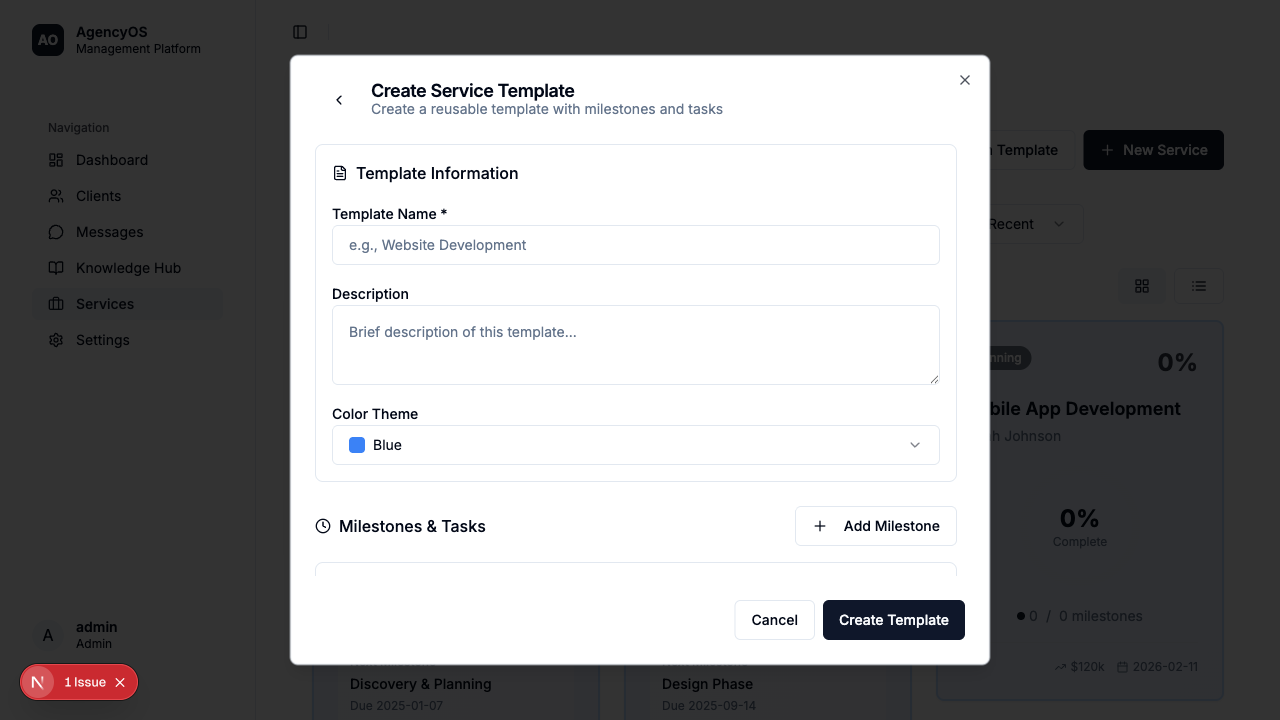 AO
AgencyOS
Management Platform
Navigation
Dashboard
Clients
Messages
Knowledge Hub
Services
Settings
admin
Admin
A
N
1 Issue
Create Service Template
Create a reusable template with milestones and tasks
Template Information
Template Name *
e.g., Website Development
Description
Brief description of this template...
Color Theme
Blue
Milestones & Tasks
Add Milestone
Cancel
Create Template
Template
New Service
Recent
0%
App Development
Johnson
0%
Complete
0 / 0 milestones
$120k
2026-02-11
Discovery & Planning
Due 2025-01-07
Design Phase
Due 2025-09-14